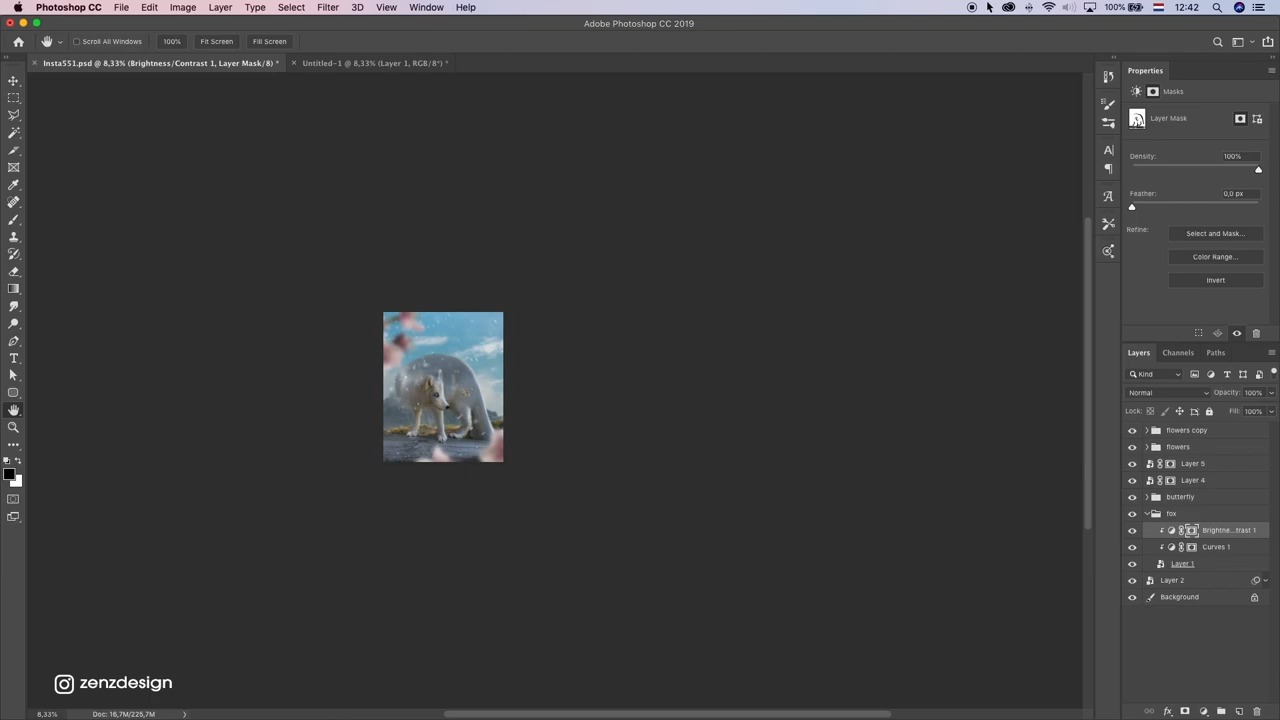 Photoshop CC File Edit Image Layer Type Select Filter 3D View Window Help 100% 12:42
Adobe Photoshop CC 2019
Scroll All Windows 100% Fit Screen Fill Screen
Insta551.psd @ 8,33% (Brightness/Contrast 1, Layer Mask/8) * Untitled-1 @ 8,33% (Layer 1, RGB/8*) *
Properties
Masks
Layer Mask
Density: 100%
Feather: 0,0 px
Refine: Select and Mask...
Color Range...
Invert
Layers Channels Paths
Kind
Normal Opacity: 100%
Lock: Fill: 100%
flowers copy
flowers
Layer 5
Layer 4
butterfly
fox
Brightne...trast 1
Curves 1
Layer 1
Layer 2
Background
zenzdesign
8,33% Doc: 16,7M/225,7M